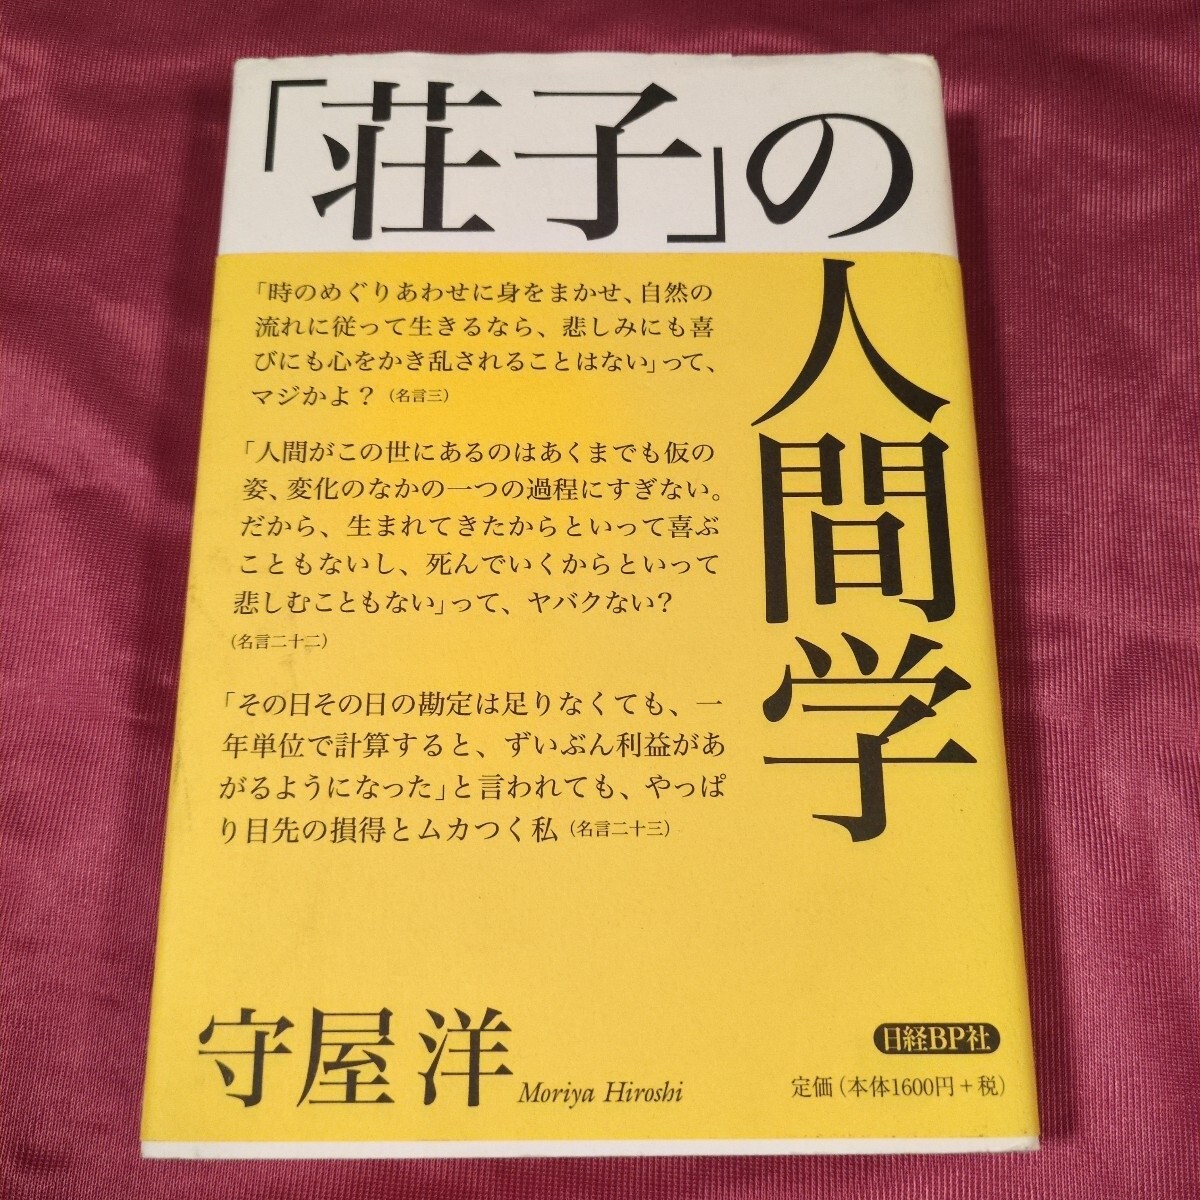 「荘子」の
人間学
「時のめぐりあわせに身をまかせ、自然の
流れに従って生きるなら、悲しみにも喜
びにも心をかき乱されることはない」って、
マジかよ？（名言三）
「人間がこの世にあるのはあくまでも仮の
姿、変化のなかの一つの過程にすぎない。
だから、生まれてきたからといって喜ぶ
こともないし、死んでいくからといって
悲しむこともない」って、ヤバクない？
（名言二十二）
「その日その日の勘定は足りなくても、一
年単位で計算すると、ずいぶん利益があ
がるようになった」と言われても、やっぱ
り目先の損得とムカつく私（名言二十三）
守屋 洋 Moriya Hiroshi
日経BP社
定価（本体1600円＋税）